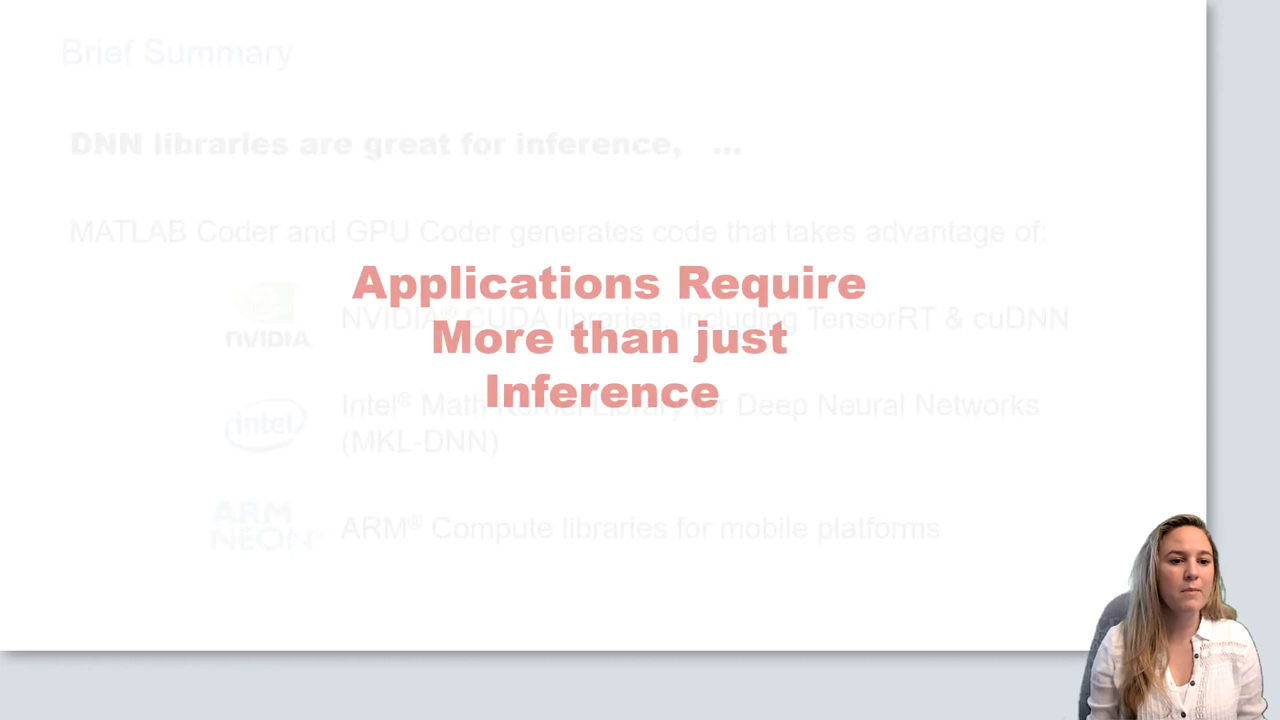 Brief Summary
DNN libraries are great for inference, ...
MATLAB Coder and GPU Coder generates code that takes advantage of:
Applications Require
More than just
Inference
NVIDIA
NVIDIA® CUDA libraries, including TensorRT & cuDNN
intel
Intel® Math Kernel Library for Deep Neural Networks
(MKL-DNN)
ARM
NEON
ARM® Compute libraries for mobile platforms